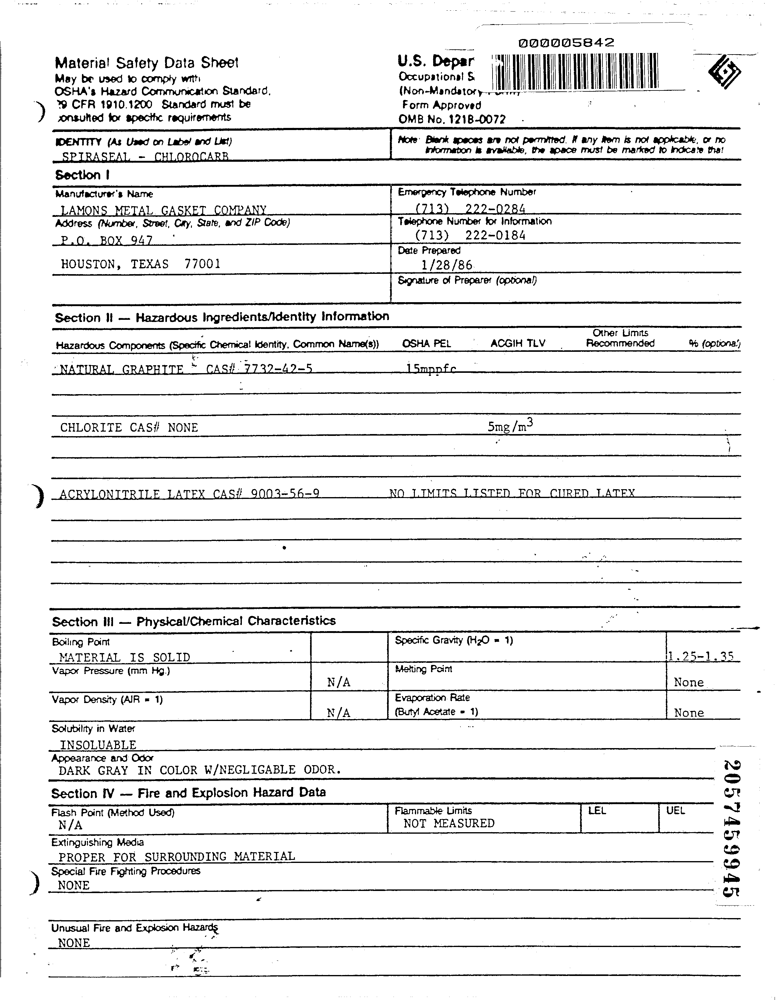 000005842
Material Safety Data Sheet
May be used to comply with
OSHA's Hazard Communication Standard,
29 CFR 1910.1200 Standard must be
consulted for specific requirements
U.S. Depar
Occupational S
(Non-Mandatory
Form Approved
OMB No. 1218-0072
IDENTITY (As Used on Label and List)
SPIRASEAL - CHLOROCARB
Note: Blank spaces are not permitted. If any item is not applicable, or no
information is available, the space must be marked to indicate that
Section I
Manufacturer's Name
LAMONS METAL GASKET COMPANY
Emergency Telephone Number
(713) 222-0284
Address (Number, Street, City, State, and ZIP Code)
P.O. BOX 947
Telephone Number for Information
(713) 222-0184
HOUSTON, TEXAS 77001
Date Prepared
1/28/86
Signature of Preparer (optional)
Section II — Hazardous Ingredients/Identity Information
Hazardous Components (Specific Chemical Identity, Common Name(s)) OSHA PEL ACGIH TLV Other Limits Recommended % (optional)
NATURAL GRAPHITE CAS# 7732-42-5 15mppfc
CHLORITE CAS# NONE 5mg/m3
ACRYLONITRILE LATEX CAS# 9003-56-9 NO LIMITS LISTED FOR CURED LATEX
Section III — Physical/Chemical Characteristics
Boiling Point
MATERIAL IS SOLID
Specific Gravity (H2O = 1)
1.25-1.35
Vapor Pressure (mm Hg.)
N/A
Melting Point
None
Vapor Density (AIR = 1)
N/A
Evaporation Rate
(Butyl Acetate = 1)
None
Solubility in Water
INSOLUABLE
Appearance and Odor
DARK GRAY IN COLOR W/NEGLIGABLE ODOR.
Section IV — Fire and Explosion Hazard Data
Flash Point (Method Used)
N/A
Flammable Limits
NOT MEASURED
LEL
UEL
Extinguishing Media
PROPER FOR SURROUNDING MATERIAL
Special Fire Fighting Procedures
NONE
Unusual Fire and Explosion Hazards
NONE
2057459945